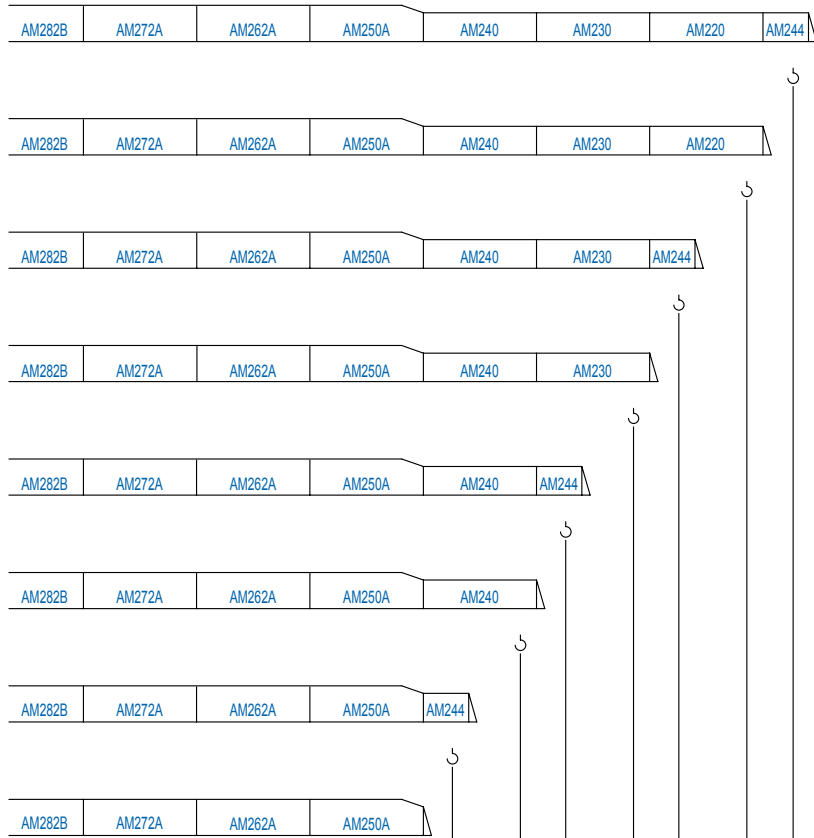 AM282B AM272A AM262A AM250A AM240 AM230 AM220 AM244
AM282B AM272A AM262A AM250A AM240 AM230 AM220
AM282B AM272A AM262A AM250A AM240 AM230 AM244
AM282B AM272A AM262A AM250A AM240 AM230
AM282B AM272A AM262A AM250A AM240 AM244
AM282B AM272A AM262A AM250A AM240
AM282B AM272A AM262A AM250A AM244
AM282B AM272A AM262A AM250A